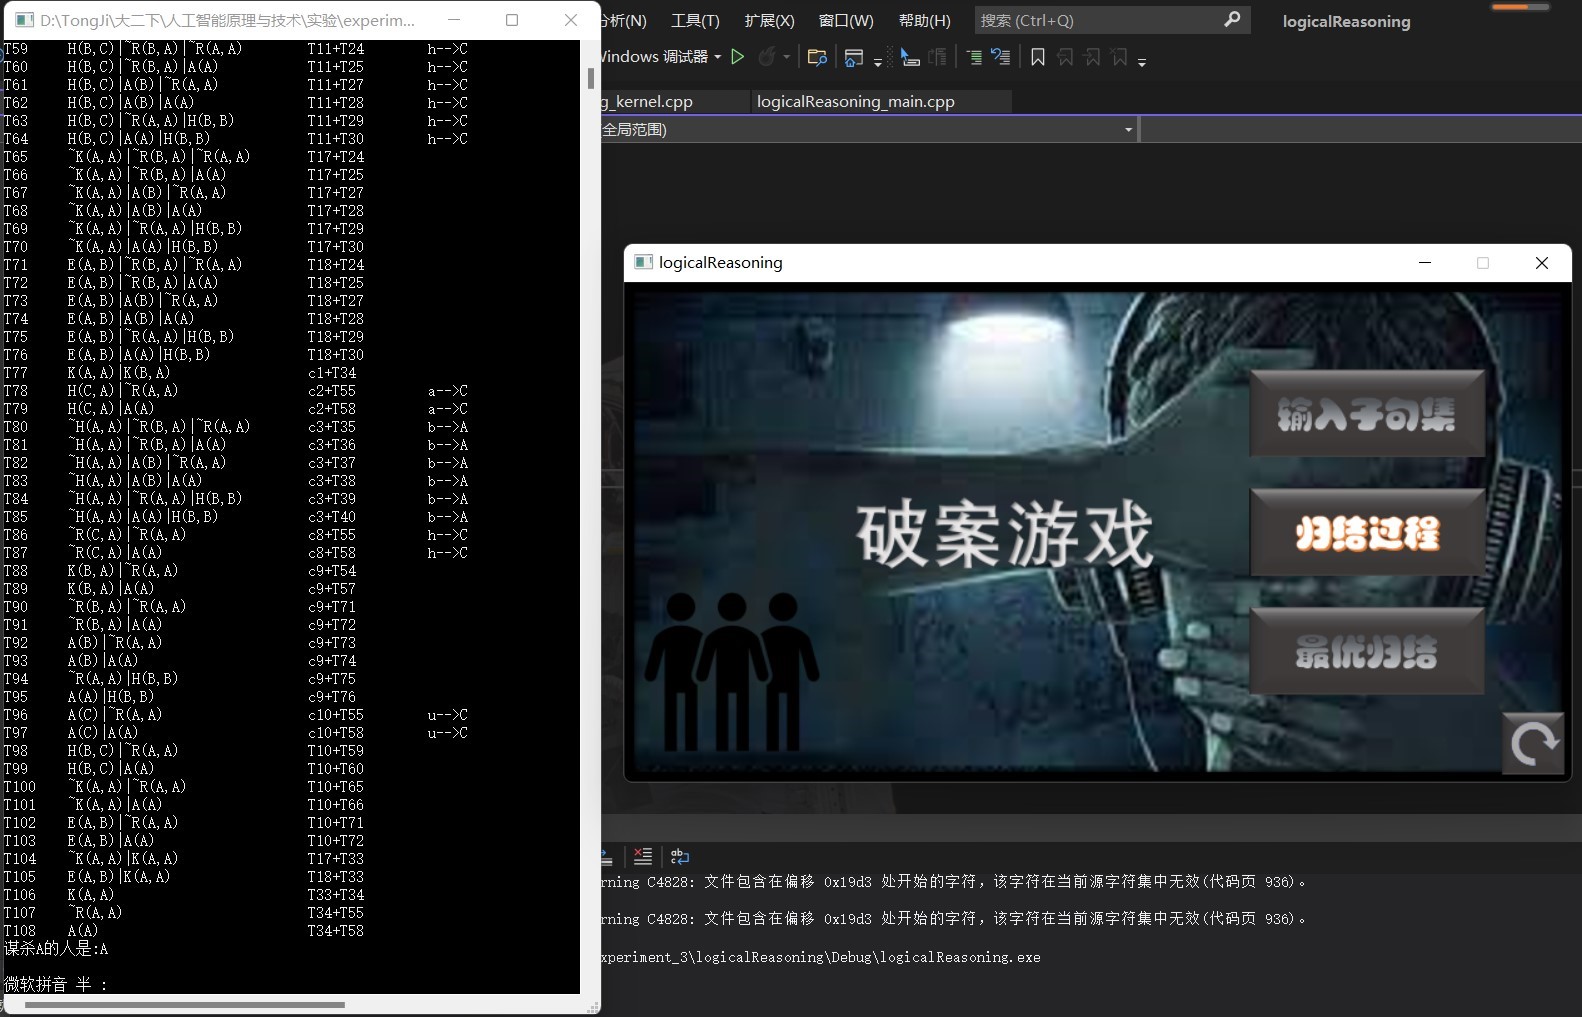 D:\TongJi\大二下\人工智能原理与技术\实验\experim...
T59 H(B,C)|~R(B,A)|~R(A,A) T11+T24 h-->C
T60 H(B,C)|~R(B,A)|A(A) T11+T25 h-->C
T61 H(B,C)|A(B)|~R(A,A) T11+T27 h-->C
T62 H(B,C)|A(B)|A(A) T11+T28 h-->C
T63 H(B,C)|~R(A,A)|H(B,B) T11+T29 h-->C
T64 H(B,C)|A(A)|H(B,B) T11+T30 h-->C
T65 ~K(A,A)|~R(B,A)|~R(A,A) T17+T24
T66 ~K(A,A)|~R(B,A)|A(A) T17+T25
T67 ~K(A,A)|A(B)|~R(A,A) T17+T27
T68 ~K(A,A)|A(B)|A(A) T17+T28
T69 ~K(A,A)|~R(A,A)|H(B,B) T17+T29
T70 ~K(A,A)|A(A)|H(B,B) T17+T30
T71 E(A,B)|~R(B,A)|~R(A,A) T18+T24
T72 E(A,B)|~R(B,A)|A(A) T18+T25
T73 E(A,B)|A(B)|~R(A,A) T18+T27
T74 E(A,B)|A(B)|A(A) T18+T28
T75 E(A,B)|~R(A,A)|H(B,B) T18+T29
T76 E(A,B)|A(A)|H(B,B) T18+T30
T77 K(A,A)|K(B,A) c1+T34
T78 H(C,A)|~R(A,A) c2+T55 a-->C
T79 H(C,A)|A(A) c2+T58 a-->C
T80 ~H(A,A)|~R(B,A)|~R(A,A) c3+T35 b-->A
T81 ~H(A,A)|~R(B,A)|A(A) c3+T36 b-->A
T82 ~H(A,A)|A(B)|~R(A,A) c3+T37 b-->A
T83 ~H(A,A)|A(B)|A(A) c3+T38 b-->A
T84 ~H(A,A)|~R(A,A)|H(B,B) c3+T39 b-->A
T85 ~H(A,A)|A(A)|H(B,B) c3+T40 b-->A
T86 ~R(C,A)|~R(A,A) c8+T55 h-->C
T87 ~R(C,A)|A(A) c8+T58 h-->C
T88 K(B,A)|~R(A,A) c9+T54
T89 K(B,A)|A(A) c9+T57
T90 ~R(B,A)|~R(A,A) c9+T71
T91 ~R(B,A)|A(A) c9+T72
T92 A(B)|~R(A,A) c9+T73
T93 A(B)|A(A) c9+T74
T94 ~R(A,A)|H(B,B) c9+T75
T95 A(A)|H(B,B) c9+T76
T96 A(C)|~R(A,A) c10+T55 u-->C
T97 A(C)|A(A) c10+T58 u-->C
T98 H(B,C)|~R(A,A) T10+T59
T99 H(B,C)|A(A) T10+T60
T100 ~K(A,A)|~R(A,A) T10+T65
T101 ~K(A,A)|A(A) T10+T66
T102 E(A,B)|~R(A,A) T10+T71
T103 E(A,B)|A(A) T10+T72
T104 ~K(A,A)|K(A,A) T17+T33
T105 E(A,B)|K(A,A) T18+T33
T106 K(A,A) T33+T34
T107 ~R(A,A) T34+T55
T108 A(A) T34+T58
谋杀A的人是:A
微软拼音 半 :
分析(N) 工具(T) 扩展(X) 窗口(W) 帮助(H) 搜索 (Ctrl+Q) logicalReasoning
Windows 调试器
g_kernel.cpp logicalReasoning_main.cpp
全局范围)
logicalReasoning
输入子句集
破案游戏
归结过程
最优归结
rning C4828: 文件包含在偏移 0x19d3 处开始的字符，该字符在当前源字符集中无效(代码页 936)。
rning C4828: 文件包含在偏移 0x19d3 处开始的字符，该字符在当前源字符集中无效(代码页 936)。
xperiment_3\logicalReasoning\Debug\logicalReasoning.exe